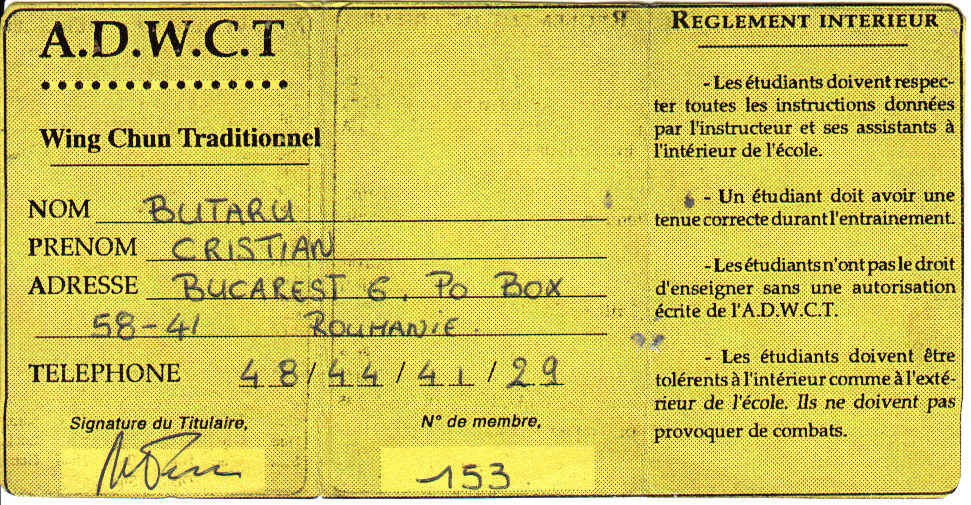 A.D.W.C.T
Wing Chun Traditionnel
NOM BUTARU
PRENOM CRISTIAN
ADRESSE BUCAREST 6. PO BOX
58-41 ROUMANIE.
TELEPHONE 48/44/41/29
Signature du Titulaire,
N° de membre,
153
REGLEMENT INTERIEUR
- Les étudiants doivent respec-
ter toutes les instructions données
par l'instructeur et ses assistants à
l'intérieur de l'école.
- Un étudiant doit avoir une
tenue correcte durant l'entrainement.
- Les étudiants n'ont pas le droit
d'enseigner sans une autorisation
écrite de l'A.D.W.C.T.
- Les étudiants doivent être
tolérents à l'intérieur comme à l'exté-
rieur de l'école. Ils ne doivent pas
provoquer de combats.